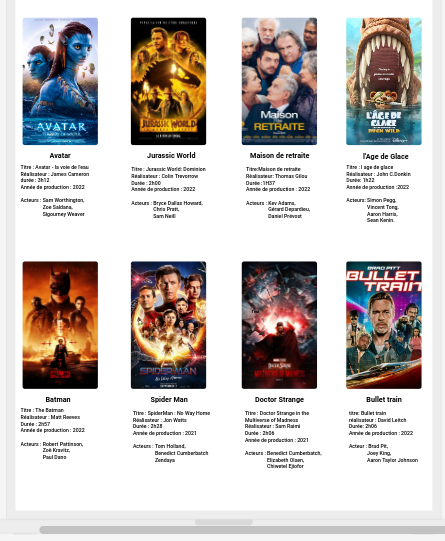 AVATAR
JURASSIC WORLD
Maison
RETRAITE
L'ÂGE DE
GLACE
BUCK WILD
Avatar
Jurassic World
Maison de retraite
l'Age de Glace
Titre : Avatar - la voie de l'eau
Réalisateur : James Cameron
durée : 3h12
Année de production : 2022
Acteurs : Sam Worthington,
Zoe Saldana,
Sigourney Weaver
Titre : Jurassic World: Dominion
Réalisateur : Colin Trevorrow
Durée : 2h00
Année de production : 2022
Acteurs : Bryce Dallas Howard,
Chris Pratt,
Sam Neill
Titre:Maison de retraite
Réalisateur : Thomas Gilou
Durée :1H37
Année de production : 2022
Acteurs : Kev Adams,
Gérard Depardieu,
Daniel Prévost
Titre : l age de glace
Réalisateur : John C.Donkin
Durée: 1h22
Année de production :2022
Acteurs: Simon Pegg,
Vincent Tong,
Aaron Harris,
Sean Kenin.
SPIDER-MAN
BRAD PITT
BULLET
TRAIN
Batman
Spider Man
Doctor Strange
Bullet train
Titre : The Batman
Réalisateur : Matt Reeves
Durée : 2h57
Année de production : 2022
Acteurs : Robert Pattinson,
Zoë Kravitz,
Paul Dano
Titre : SpiderMan : No Way Home
Réalisateur : Jon Watts
Durée : 2h28
Année de production : 2021
Acteurs : Tom Holland,
Benedict Cumberbatch
Zendaya
Titre : Doctor Strange in the
Multiverse of Madness
Réalisateur : Sam Raimi
Durée : 2h06
Année de production : 2021
Acteurs : Benedict Cumberbatch,
Elizabeth Olsen,
Chiwetel Ejiofor
titre: Bullet train
réalisateur : David Leitch
Durée : 2h06
Année de production : 2022
Acteur : Brad Pit,
Joey King,
Aaron Taylor Johnson